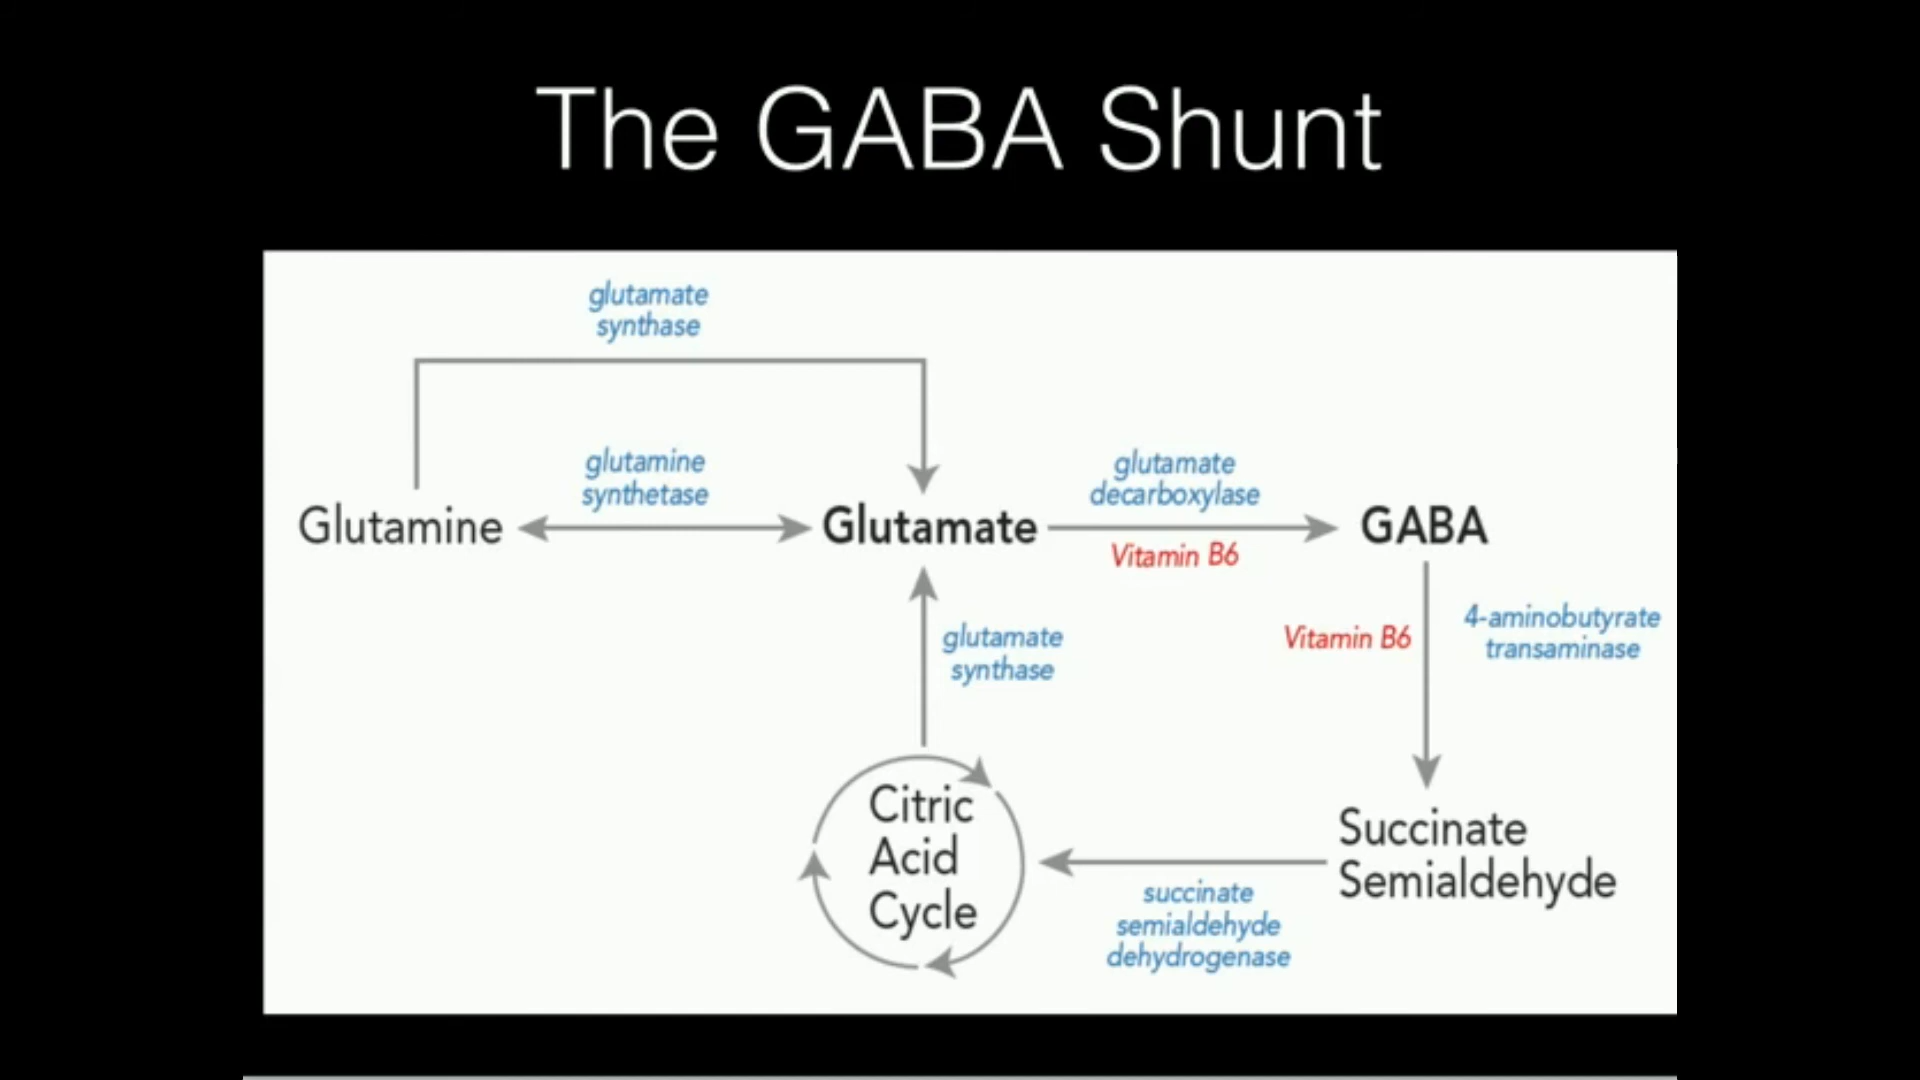 The GABA Shunt
glutamate
synthase
glutamine
synthetase
glutamate
decarboxylase
Glutamine
Glutamate
GABA
Vitamin B6
glutamate
synthase
Vitamin B6
4-aminobutyrate
transaminase
Citric
Acid
Cycle
Succinate
Semialdehyde
succinate
semialdehyde
dehydrogenase